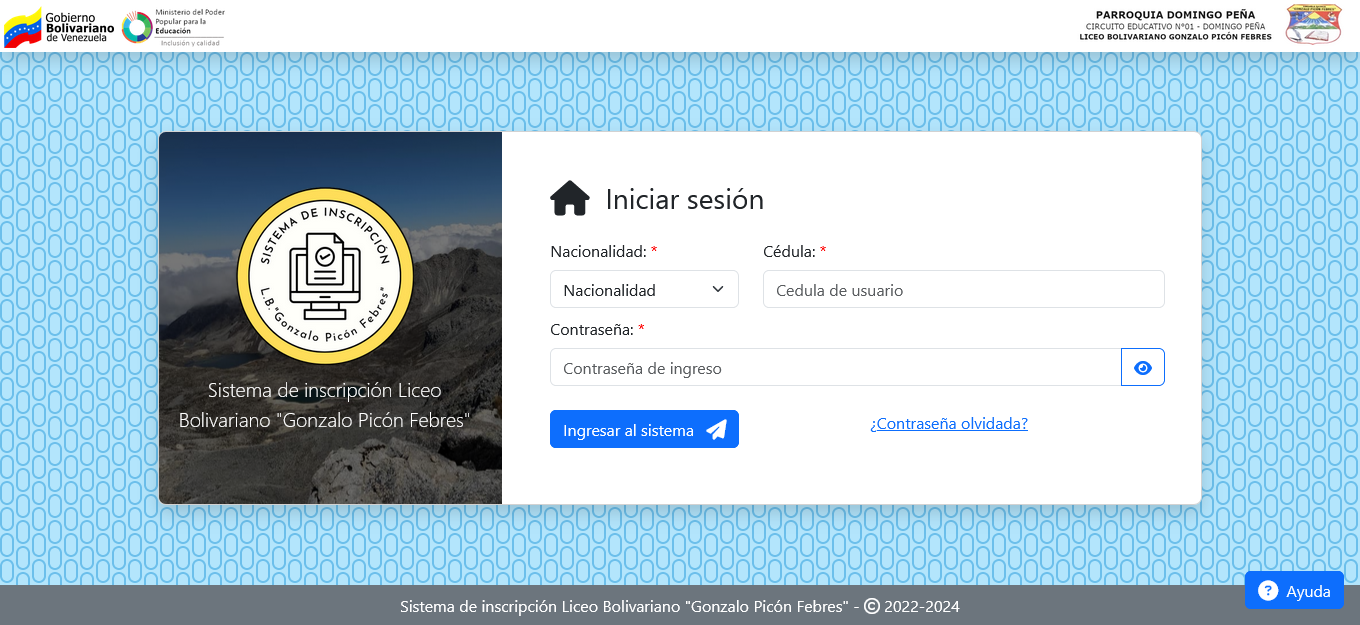 Gobierno
Bolivariano
de Venezuela
Ministerio del Poder
Popular para la
Educación
Inclusión y calidad
PARROQUIA DOMINGO PEÑA
CIRCUITO EDUCATIVO N°01 - DOMINGO PEÑA
LICEO BOLIVARIANO GONZALO PICÓN FEBRES
SISTEMA DE INSCRIPCIÓN
L.B."Gonzalo Picón Febres"
Sistema de inscripción Liceo
Bolivariano "Gonzalo Picón Febres"
Iniciar sesión
Nacionalidad: * Cédula: *
Nacionalidad Cedula de usuario
Contraseña: *
Contraseña de ingreso
Ingresar al sistema ¿Contraseña olvidada?
Ayuda
Sistema de inscripción Liceo Bolivariano "Gonzalo Picón Febres" - © 2022-2024